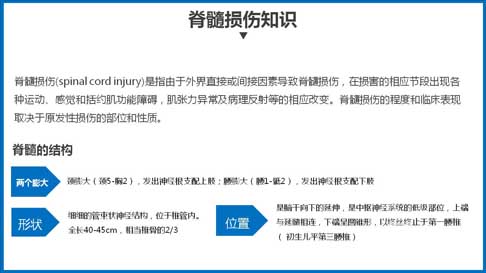 脊髓损伤知识
脊髓损伤(spinal cord injury)是指由于外界直接或间接因素导致脊髓损伤，在损害的相应节段出现各
种运动、感觉和括约肌功能障碍，肌张力异常及病理反射等的相应改变。脊髓损伤的程度和临床表现
取决于原发性损伤的部位和性质。
脊髓的结构
两个膨大
颈膨大（颈5-胸2），发出神经根支配上肢；腰膨大（腰1-骶2），发出神经根支配下肢
形状
细细的管束状神经结构，位于椎管内。
全长40-45cm，相当椎骨的2/3
位置
是脑干向下的延伸，是中枢神经系统的低级部位，上端
与延髓相连，下端呈圆锥形，以终丝终止于第一腰椎
（ 初生儿平第三腰椎）